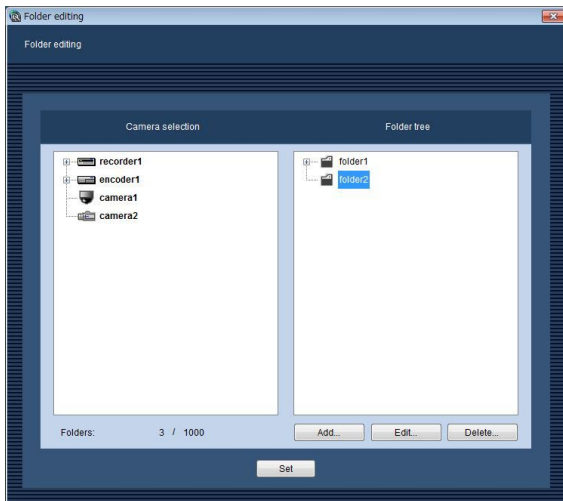 Folder editing
Folder editing
Camera selection
Folder tree
recorder1
encoder1
camera1
camera2
folder1
folder2
Folders: 3 / 1000
Add... Edit... Delete...
Set